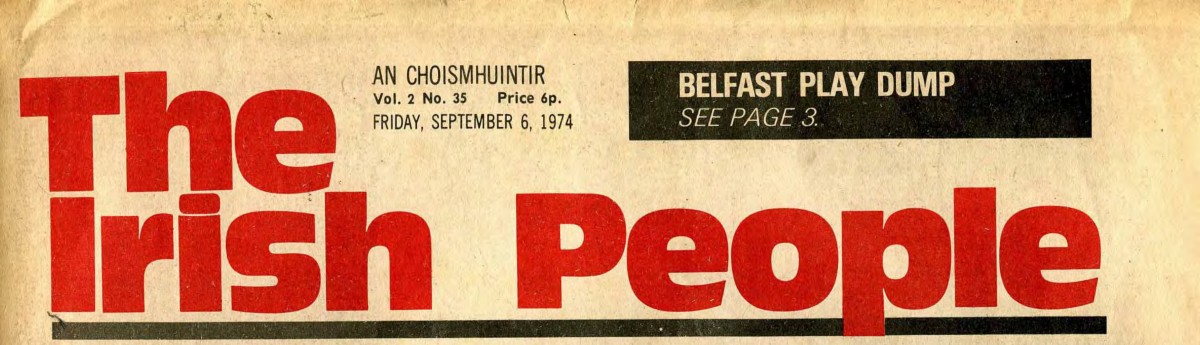 The
Irish People
AN CHOISMHUINTIR
Vol. 2 No. 35 Price 6p.
FRIDAY, SEPTEMBER 6, 1974
BELFAST PLAY DUMP
SEE PAGE 3.